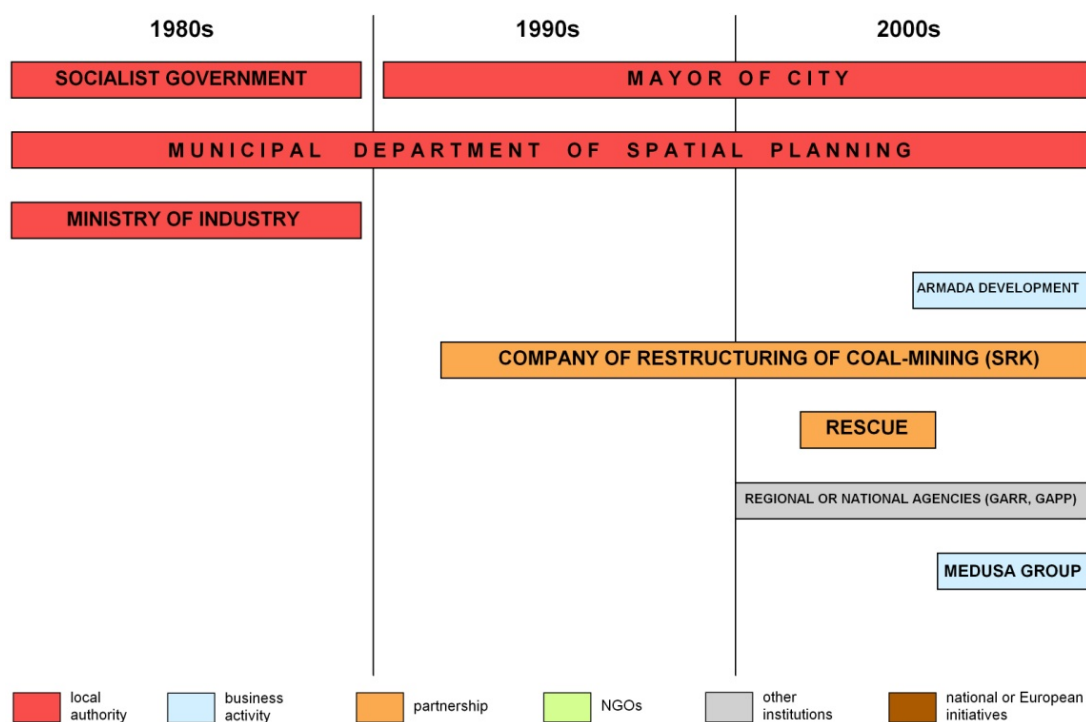 1980s 1990s 2000s
SOCIALIST GOVERNMENT MAYOR OF CITY
MUNICIPAL DEPARTMENT OF SPATIAL PLANNING
MINISTRY OF INDUSTRY
ARMADA DEVELOPMENT
COMPANY OF RESTRUCTURING OF COAL-MINING (SRK)
RESCUE
REGIONAL OR NATIONAL AGENCIES (GARR, GAPP)
MEDUSA GROUP
local
authority
business
activity
partnership
NGOs
other
institutions
national or European
initiatives